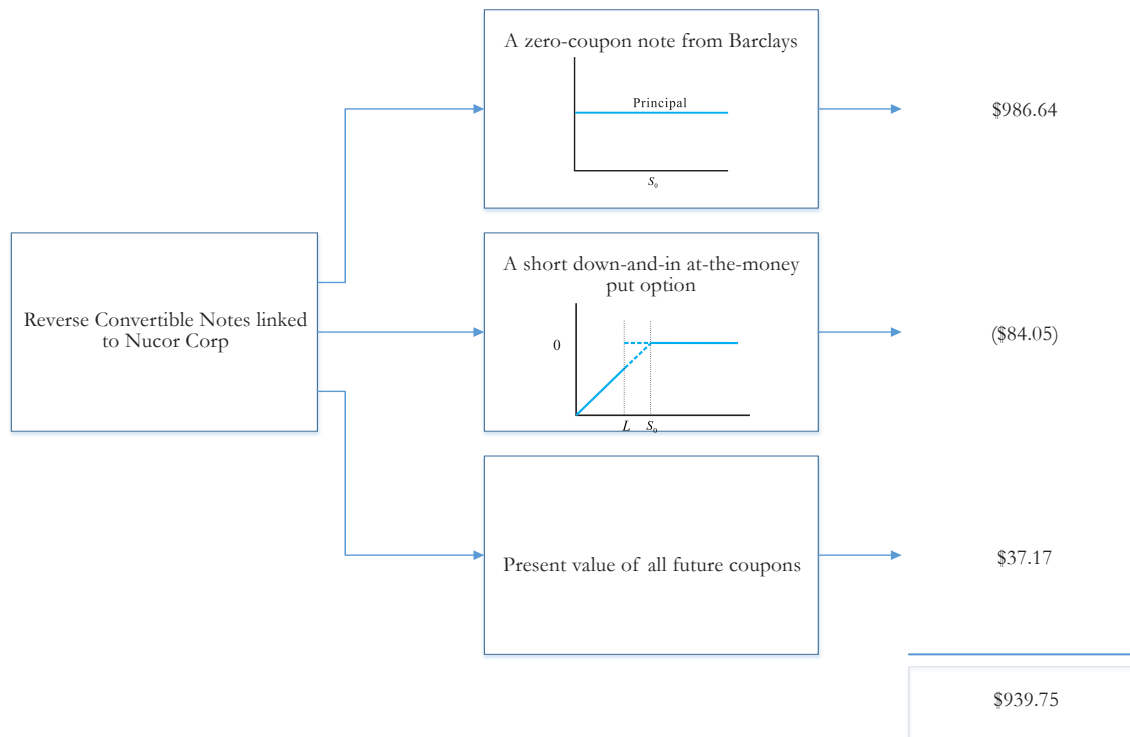 A zero-coupon note from Barclays
Principal
S₀
$986.64
Reverse Convertible Notes linked
to Nucor Corp
A short down-and-in at-the-money
put option
0
L S₀
($84.05)
Present value of all future coupons
$37.17
$939.75